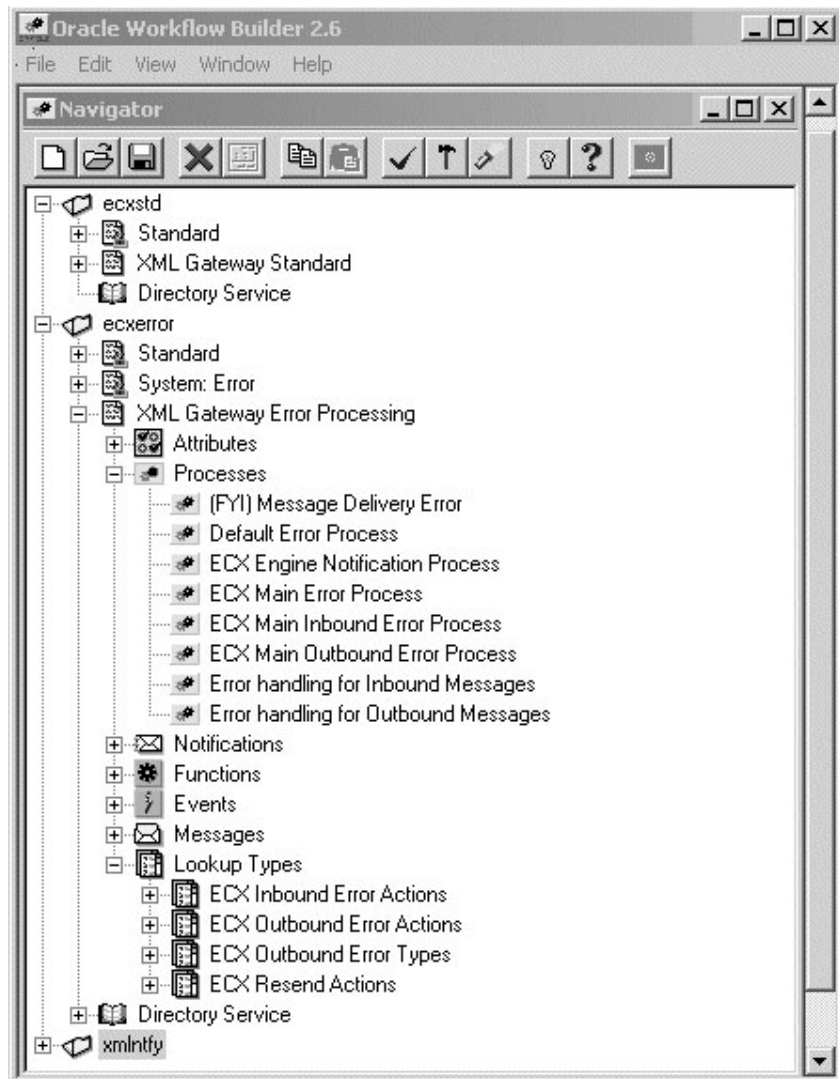 Oracle Workflow Builder 2.6
File Edit View Window Help
Navigator
ecxstd
Standard
XML Gateway Standard
Directory Service
ecxerror
Standard
System: Error
XML Gateway Error Processing
Attributes
Processes
(FYI) Message Delivery Error
Default Error Process
ECX Engine Notification Process
ECX Main Error Process
ECX Main Inbound Error Process
ECX Main Outbound Error Process
Error handling for Inbound Messages
Error handling for Outbound Messages
Notifications
Functions
Events
Messages
Lookup Types
ECX Inbound Error Actions
ECX Outbound Error Actions
ECX Outbound Error Types
ECX Resend Actions
Directory Service
xmlntfy